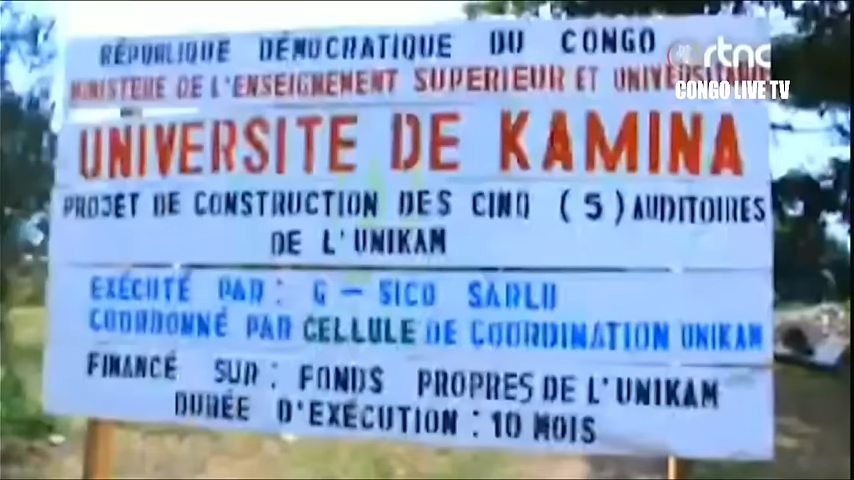 RÉPUBLIQUE DÉMOCRATIQUE DU CONGO
MINISTERE DE L'ENSEIGNEMENT SUPERIEUR ET
rtnc
CONGO LIVE TV
UNIVERSITE DE KAMINA
PROJET DE CONSTRUCTION DES CINQ (5) AUDITOIRES
DE L'UNIKAM
EXÉCUTÉ PAR: G - SICO SARLU
COORDONNÉ PAR CELLULE DE COORDINATION UNIKAM
FINANCÉ SUR: FONDS PROPRES DE L'UNIKAM
DURÉE D'EXÉCUTION : 10 MOIS